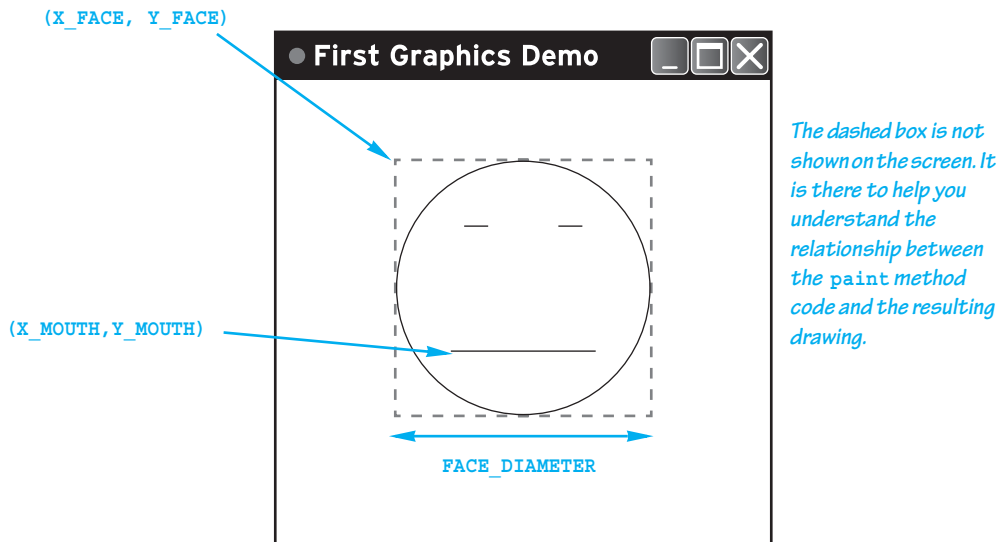 (X_FACE, Y_FACE)
First Graphics Demo
The dashed box is not
shown on the screen. It
is there to help you
understand the
relationship between
the paint method
code and the resulting
drawing.
(X_MOUTH,Y_MOUTH)
FACE_DIAMETER